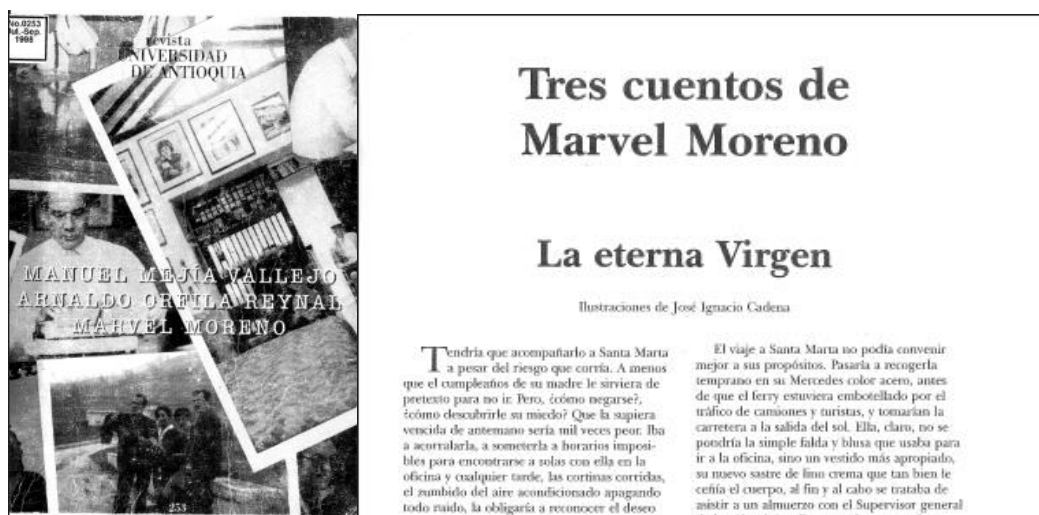 No.0253
Jul.-Sep.
1998
revista
UNIVERSIDAD
DE ANTIOQUIA
MANUEL MEJÍA VALLEJO
ARNALDO ORFILA REYNAL
MARVEL MORENO
253
Tres cuentos de
Marvel Moreno
La eterna Virgen
Ilustraciones de José Ignacio Cadena
Tendría que acompañarlo a Santa Marta
a pesar del riesgo que corría. A menos
que el cumpleaños de su madre le sirviera de
pretexto para no ir. Pero, ¿cómo negarse?,
¿cómo descubrirle su miedo? Que la supiera
vencida de antemano sería mil veces peor. Iba
a acorralarla, a someterla a horarios imposi-
bles para encontrarse a solas con ella en la
oficina y cualquier tarde, las cortinas corridas,
el zumbido del aire acondicionado apagando
todo ruido, la obligaría a reconocer el deseo
El viaje a Santa Marta no podía convenir
mejor a sus propósitos. Pasaría a recogerla
temprano en su Mercedes color acero, antes
de que el ferry estuviera embotellado por el
tráfico de camiones y turistas, y tomarían la
carretera a la salida del sol. Ella, claro, no se
pondría la simple falda y blusa que usaba para
ir a la oficina, sino un vestido más apropiado,
su nuevo sastre de lino crema que tan bien le
ceñía el cuerpo, al fin y al cabo se trataba de
asistir a un almuerzo con el Supervisor general